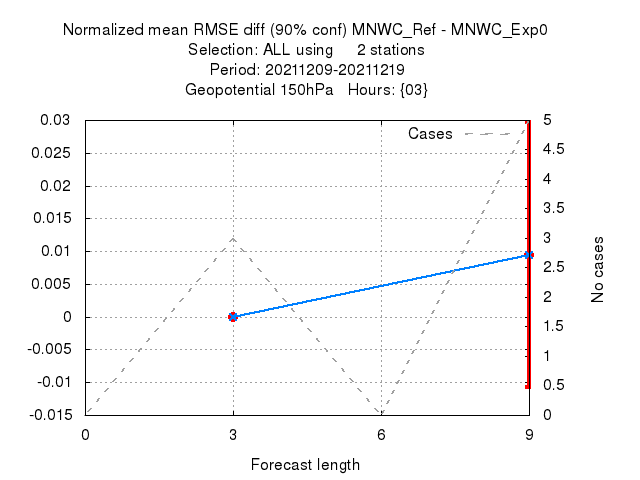 Normalized mean RMSE diff (90% conf) MNWC_Ref - MNWC_Exp0
Selection: ALL using 2 stations
Period: 20211209-20211219
Geopotential 150hPa Hours: {03}
Cases
0.03
0.025
0.02
0.015
0.01
0.005
0
-0.005
-0.01
-0.015
5
4.5
4
3.5
3
2.5
2
1.5
1
0.5
0
No cases
0 3 6 9
Forecast length